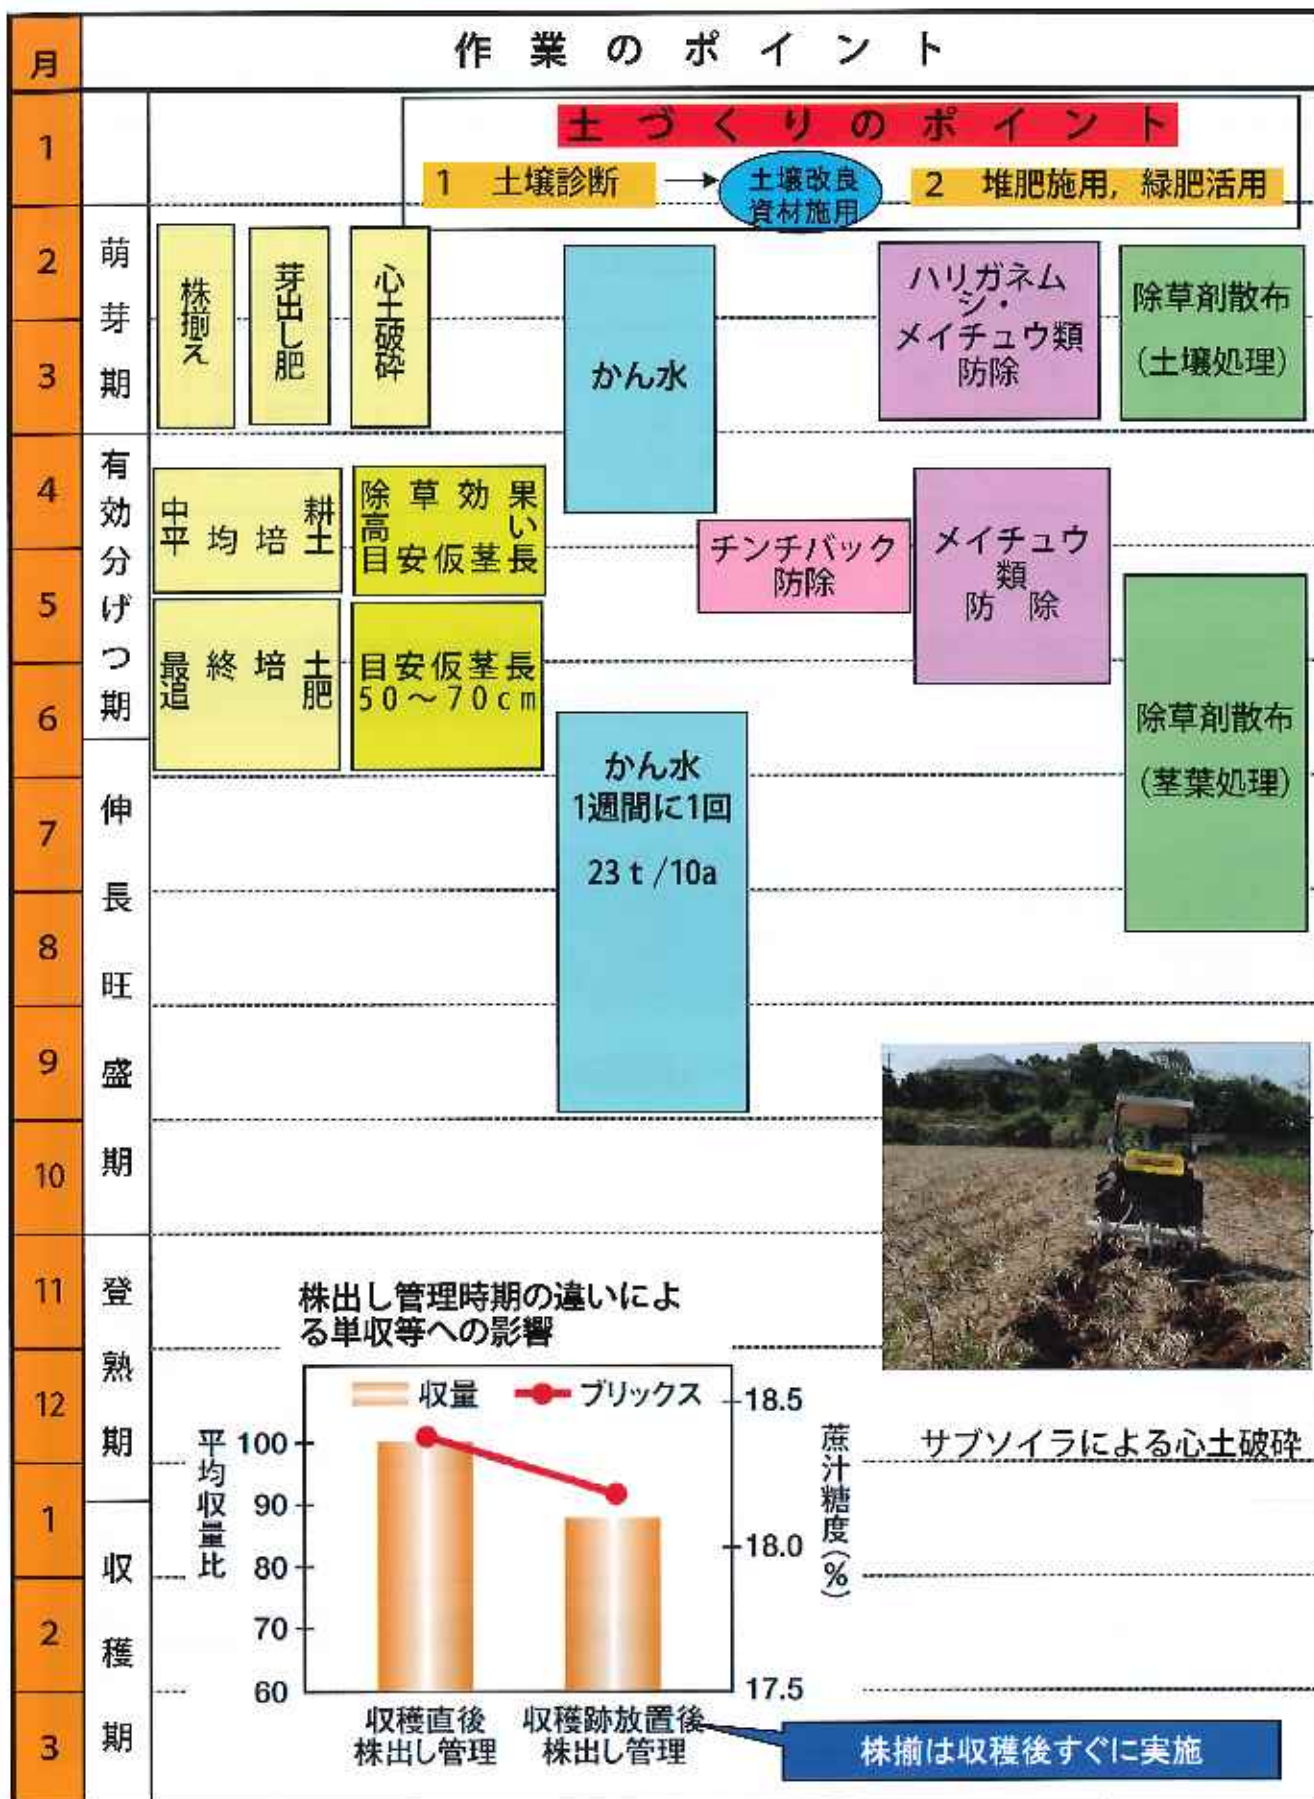 月
作業のポイント
1
2
3
4
5
6
7
8
9
10
11
12
1
2
3
萌芽期
有効分げつ期
伸長旺盛期
登熟期
収穫期
土づくりのポイント
1 土壌診断
土壌改良
資材施用
2 堆肥施用，緑肥活用
株揃え
芽出し肥
心土破砕
かん水
ハリガネム
シ・
メイチュウ類
防除
除草剤散布
(土壌処理)
中耕
平均培土
除草効果
高い
目安仮茎長
チンチバック
防除
メイチュウ
類
防除
最終培土
追肥
目安仮茎長
50～70cm
かん水
1週間に1回
23ｔ/10a
除草剤散布
(茎葉処理)
サブソイラによる心土破砕
株出し管理時期の違いによ
る単収等への影響
収量
ブリックス
平均収量比
100
90
80
70
60
18.5
18.0
17.5
蔗汁糖度(%)
収穫直後
株出し管理
収穫跡放置後
株出し管理
株揃は収穫後すぐに実施